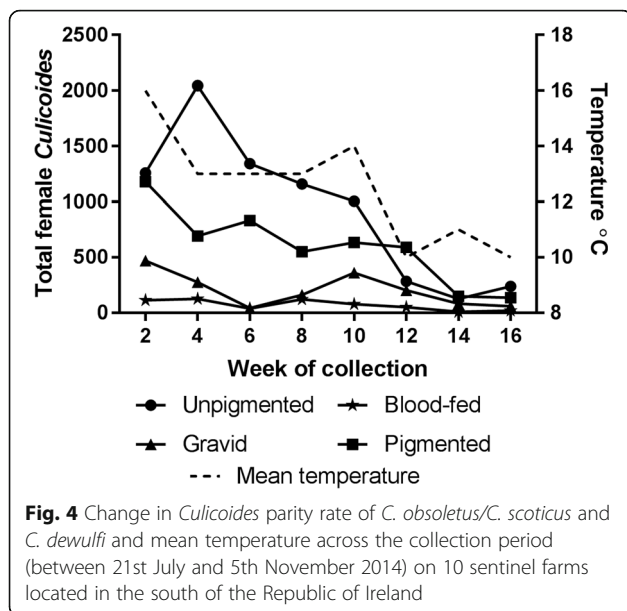 2500
2000
1500
1000
500
0
Total female Culicoides
18
16
14
12
10
8
Temperature °C
2 4 6 8 10 12 14 16
Week of collection
Unpigmented Blood-fed
Gravid Pigmented
Mean temperature
Fig. 4 Change in Culicoides parity rate of C. obsoletus/C. scoticus and
C. dewulfi and mean temperature across the collection period
(between 21st July and 5th November 2014) on 10 sentinel farms
located in the south of the Republic of Ireland